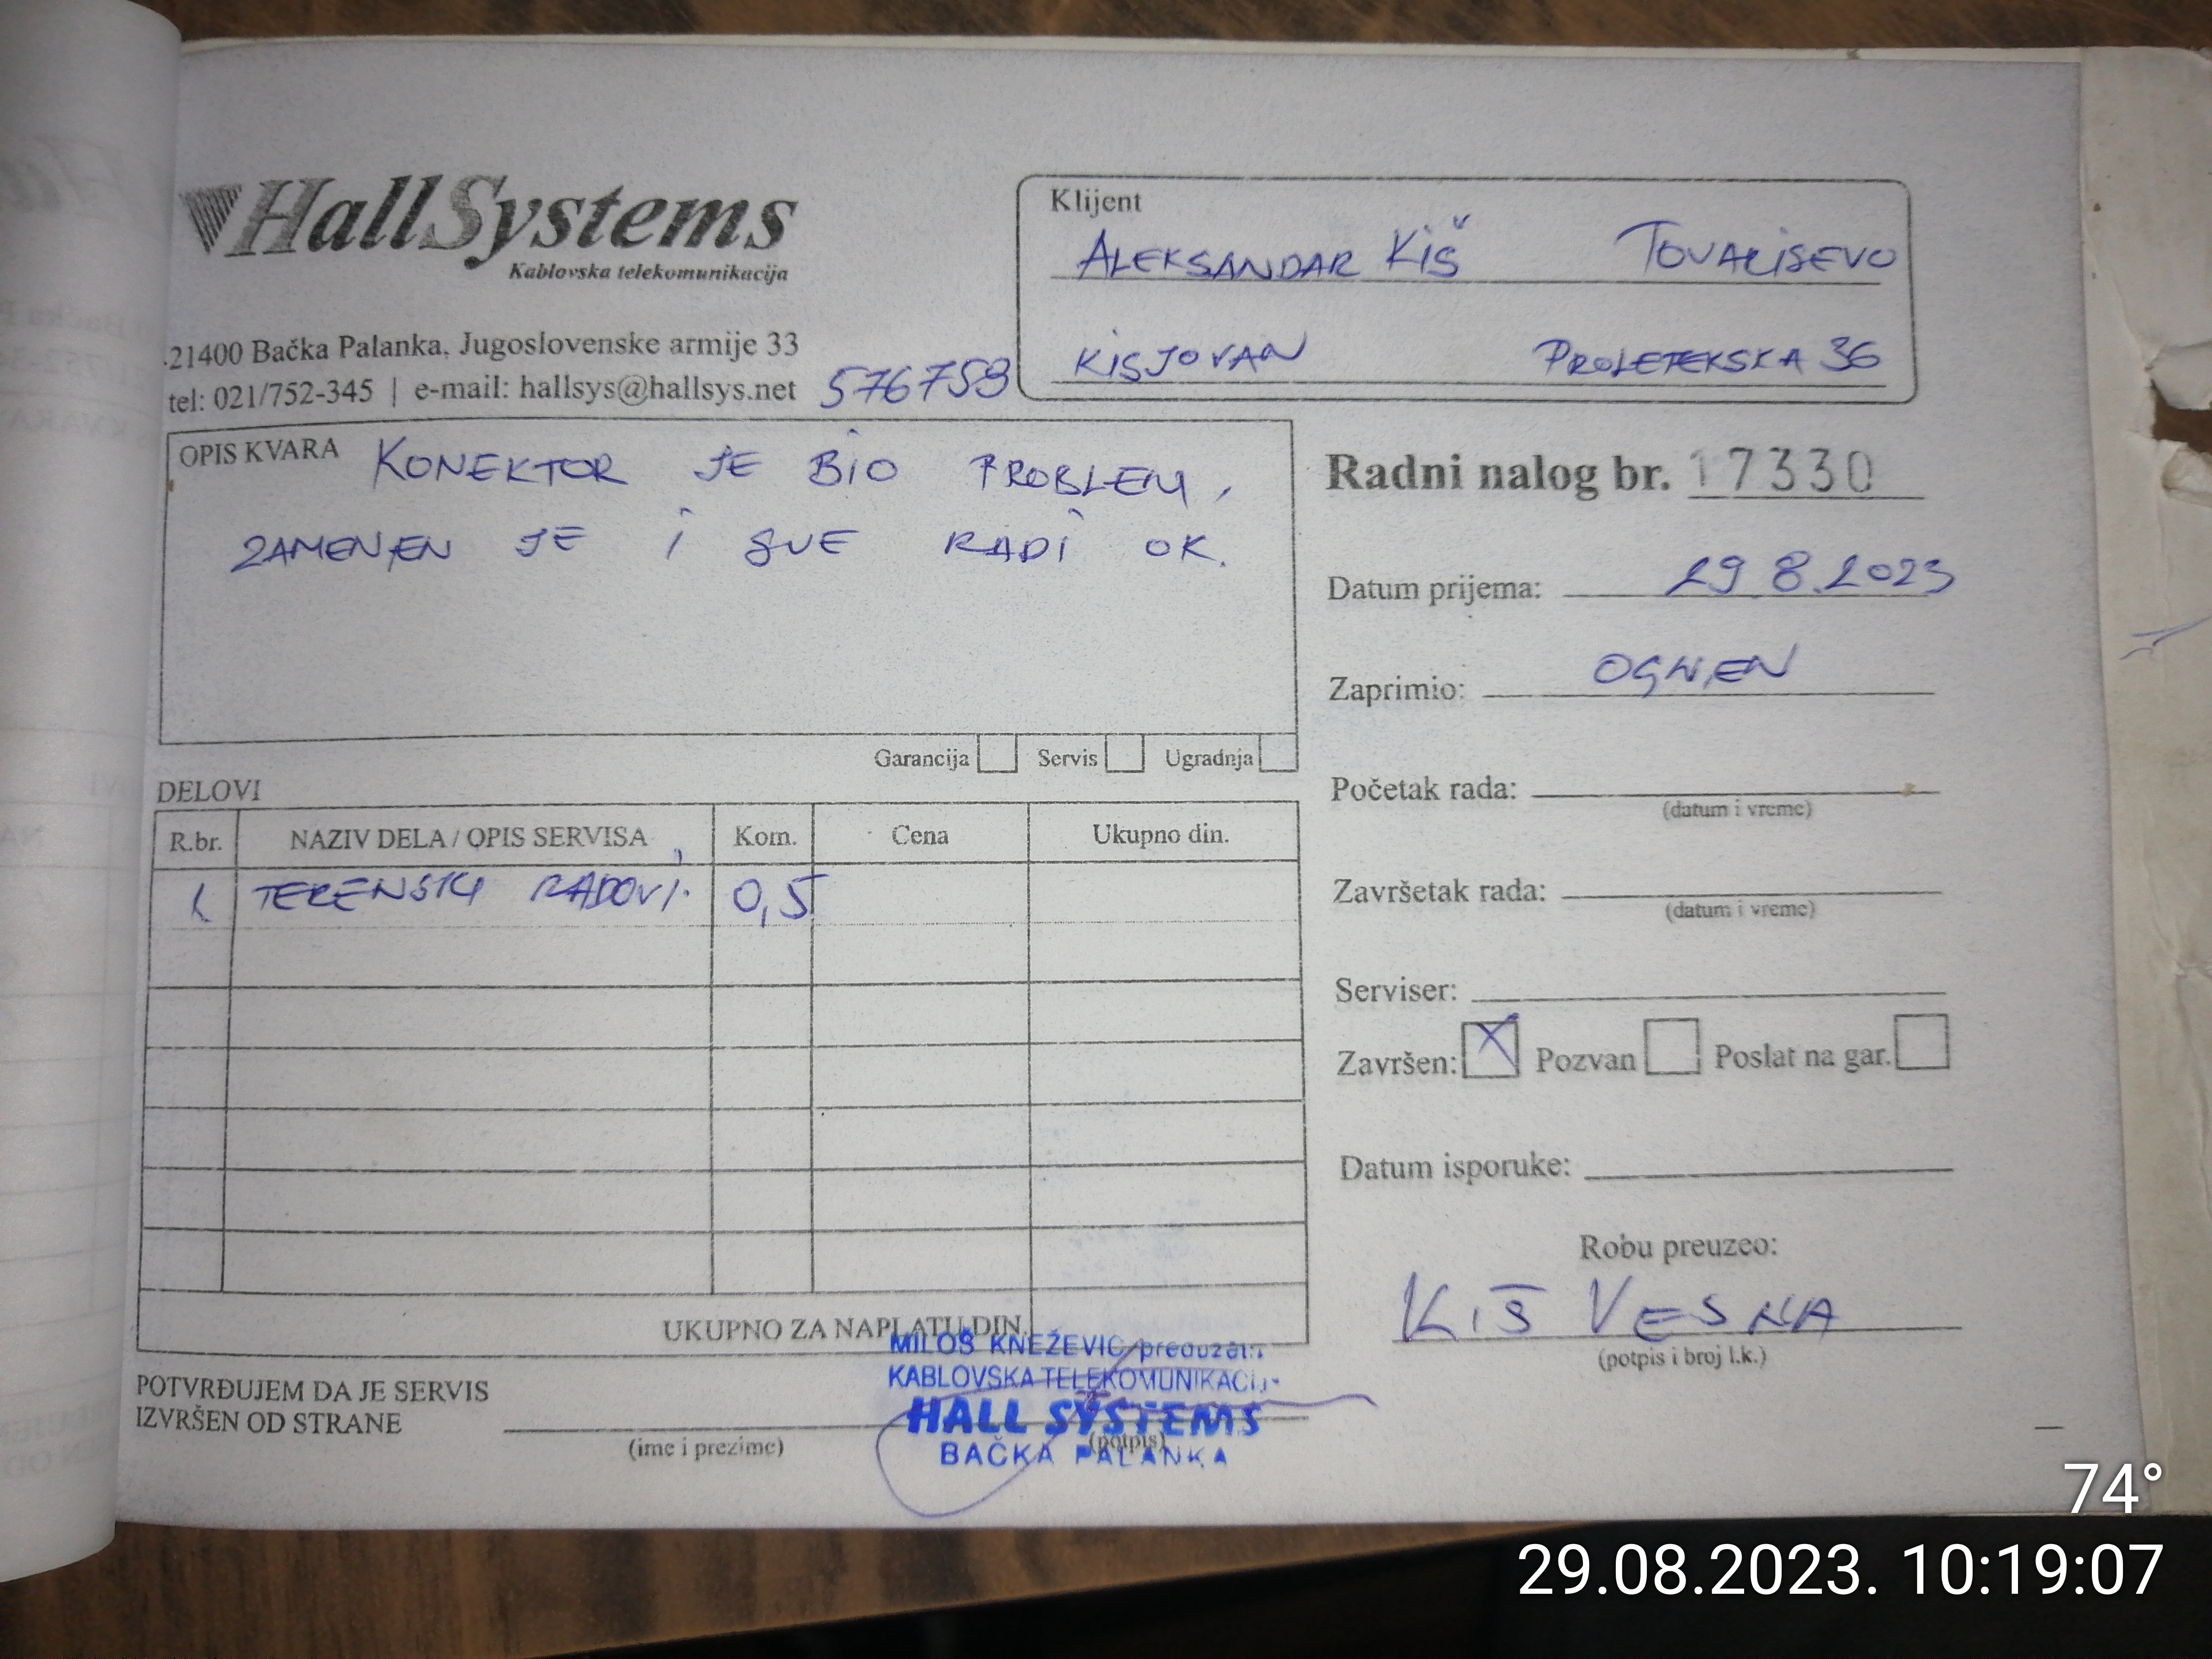 HallSystems
Kablovska telekomunikacija
21400 Bačka Palanka, Jugoslovenske armije 33
tel: 021/752-345 | e-mail: hallsys@hallsys.net 576759
Klijent
ALEKSANDAR KIŠ TOVARIŠEVO
KISJOVAN PROLETERSKA 36
OPIS KVARA KONEKTOR JE BIO PROBLEM,
ZAMENJEN JE I SVE RADI OK.
Garancija Servis Ugradnja
Radni nalog br. 17330
Datum prijema: 29 8.2023
Zaprimio: OGNJEN
Početak rada:
(datum i vreme)
Završetak rada:
(datum i vreme)
Serviser:
Završen: X Pozvan Poslat na gar.
Datum isporuke:
Robu preuzeo:
KIŠ VESNA
(potpis i broj l.k.)
DELOVI
R.br. NAZIV DELA / OPIS SERVISA Kom. Cena Ukupno din.
1. TERENSKI RADOVI. 0,5
UKUPNO ZA NAPLATU DIN.
POTVRĐUJEM DA JE SERVIS
IZVRŠEN OD STRANE
(ime i prezime)
(potpis)
MILOŠ KNEŽEVIĆ preduzetn.
KABLOVSKA TELEKOMUNIKACIJ
HALL SYSTEMS
BAČKA PALANKA
74°
29.08.2023. 10:19:07